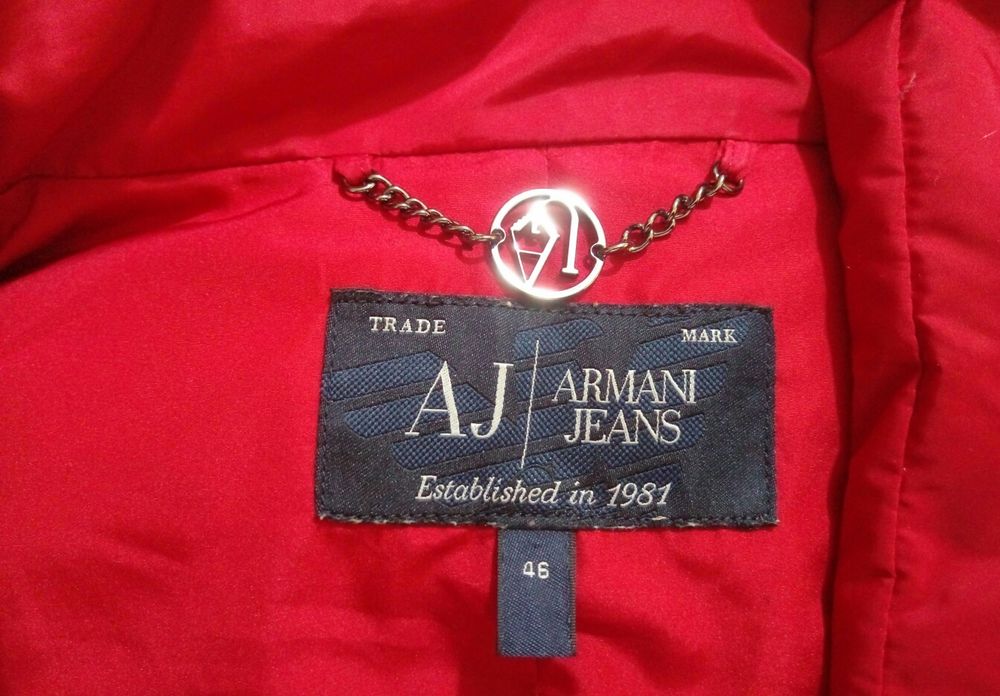 TRADE MARK
AJ ARMANI
JEANS
Established in 1981
46